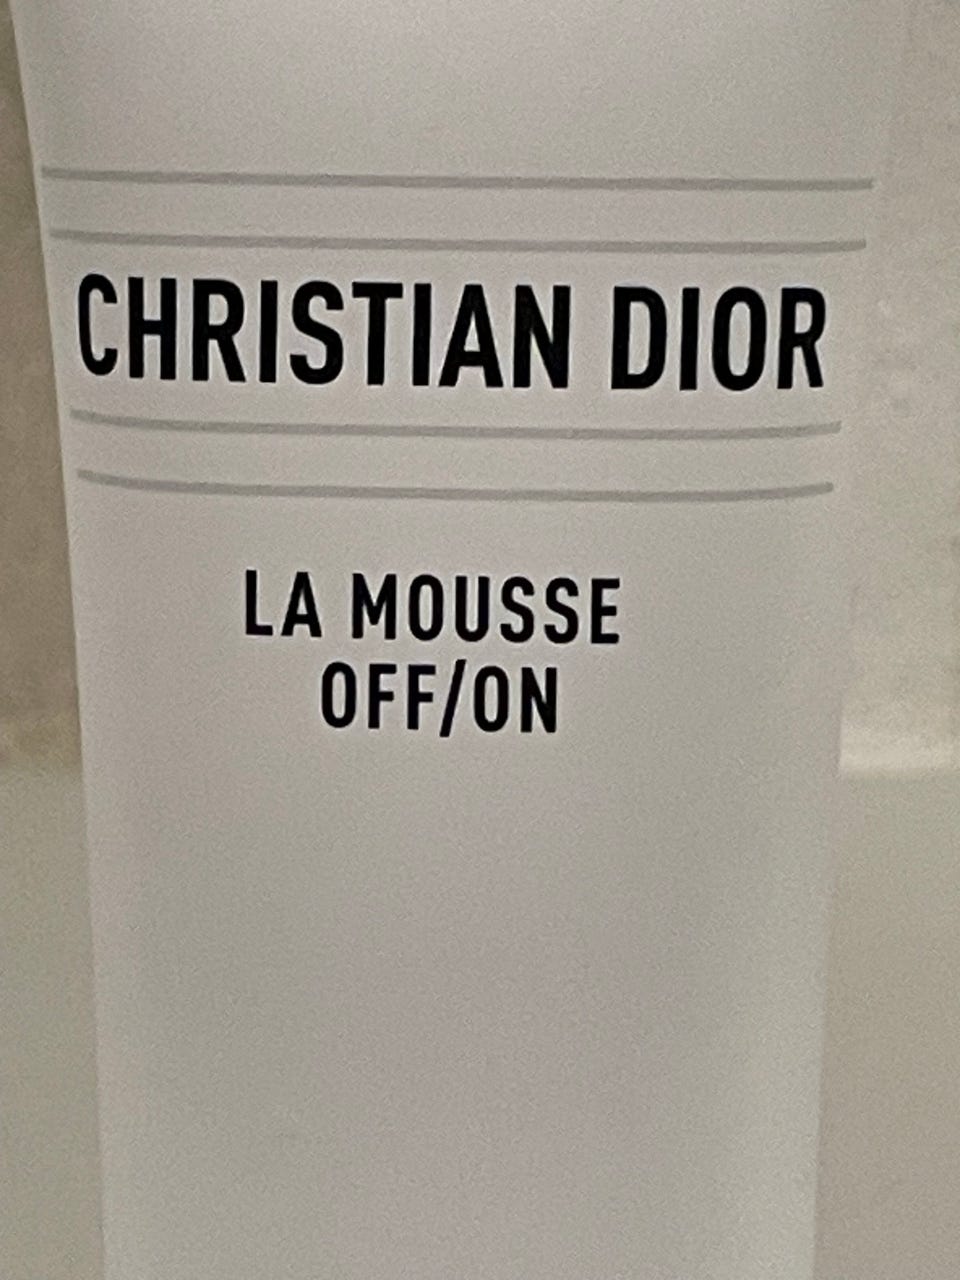 CHRISTIAN DIOR
LA MOUSSE
OFF/ON